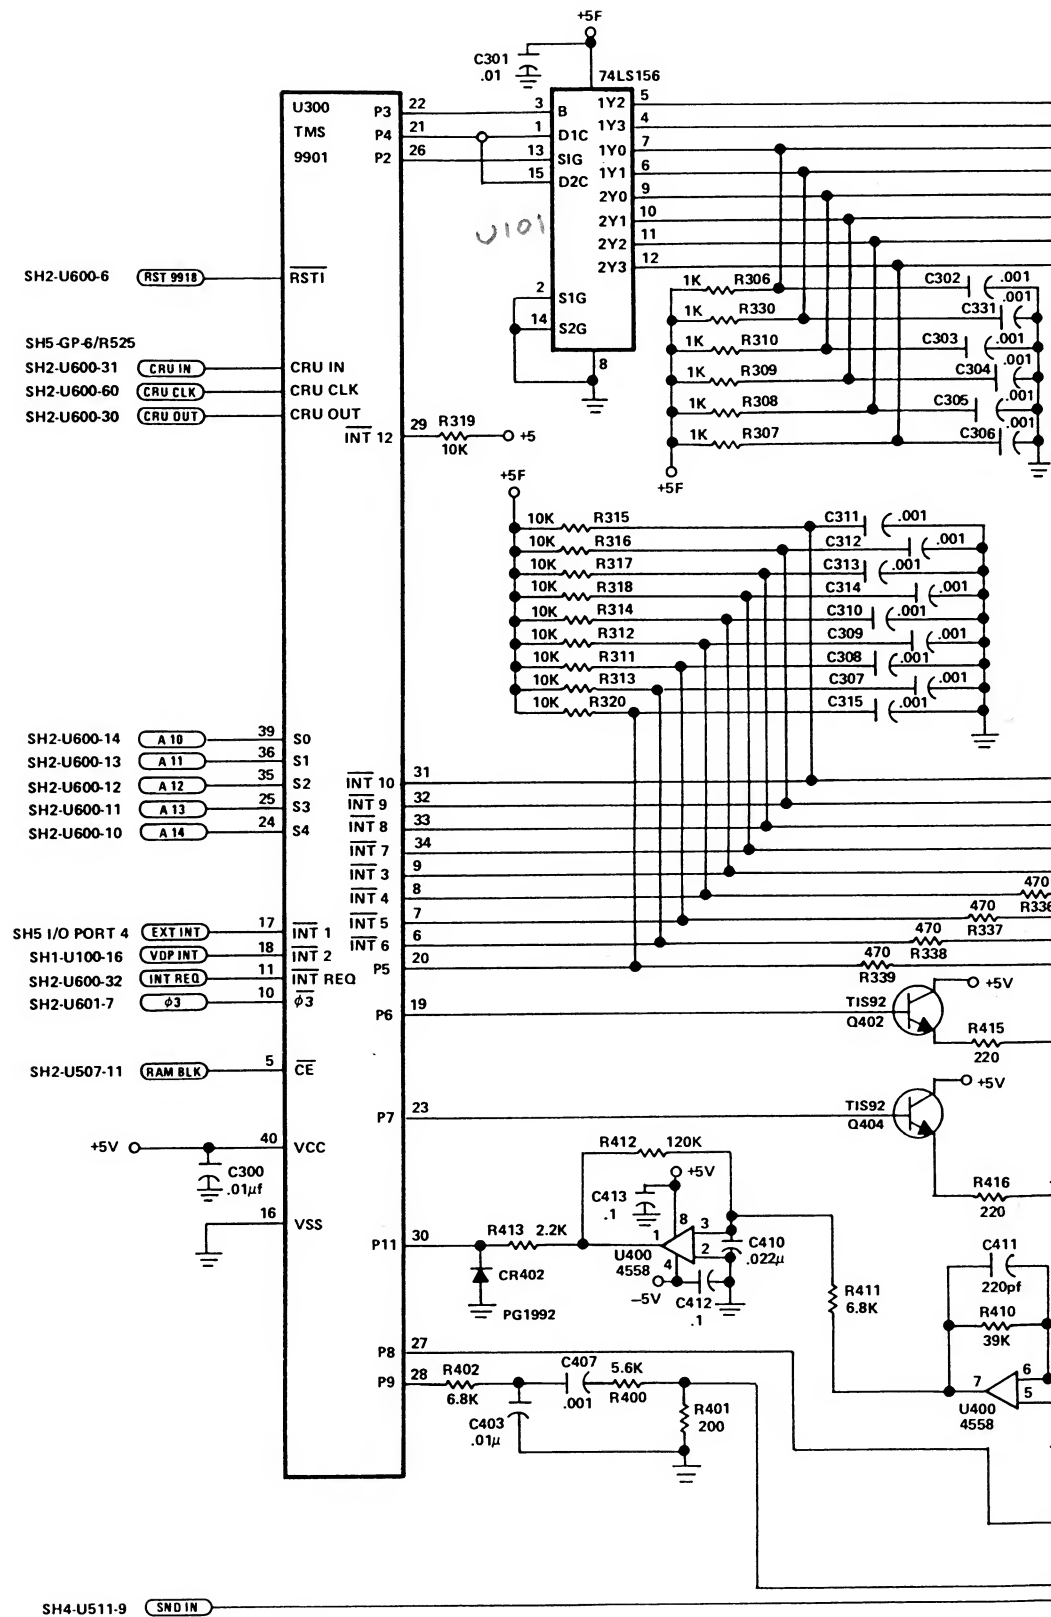 +5F
C301
.01
74LS156
U300
TMS
9901
P3 22 3 B 1Y2 5
P4 21 1 D1C 1Y3 4
P2 26 13 SIG 1Y0 7
15 D2C 1Y1 6
2Y0 9
2Y1 10
2Y2 11
2Y3 12
U101
SH2-U600-6 RST 9918 RSTI
2 S1G
14 S2G
8
1K R306 C302 .001
1K R330 C331 .001
1K R310 C303 .001
1K R309 C304 .001
1K R308 C305 .001
1K R307 C306 .001
+5F
SH5-GP-6/R525
SH2-U600-31 CRU IN CRU IN
SH2-U600-60 CRU CLK CRU CLK
SH2-U600-30 CRU OUT CRU OUT
INT 12 29 R319 +5
10K
+5F
10K R315 C311 .001
10K R316 C312 .001
10K R317 C313 .001
10K R318 C314 .001
10K R314 C310 .001
10K R312 C309 .001
10K R311 C308 .001
10K R313 C307 .001
10K R320 C315 .001
SH2-U600-14 A 10 39 S0
SH2-U600-13 A 11 36 S1
SH2-U600-12 A 12 35 S2
SH2-U600-11 A 13 25 S3
SH2-U600-10 A 14 24 S4
INT 10 31
INT 9 32
INT 8 33
INT 7 34
INT 3 9
INT 4 8 470
R336
INT 5 7 470
R337
INT 6 6 470
R338
P5 20 470
R339
SH5 I/O PORT 4 EXT INT 17 INT 1
SH1-U100-16 VDP INT 18 INT 2
SH2-U600-32 INT REQ 11 INT REQ
SH2-U601-7 φ3 10 φ3
P6 19 TIS92
Q402
+5V
R415
220
SH2-U507-11 RAM BLK 5 CE
P7 23 TIS92
Q404
+5V
R416
220
+5V 40 VCC
C300
.01μf
16 VSS
R412 120K
+5V
C413
.1
P11 30 R413 2.2K
1 8 3 2 4
U400
4558
C410
.022μ
CR402
PG1992
-5V
C412
.1
R411
6.8K
C411
220pf
R410
39K
7 6 5
U400
4558
P8 27
P9 28 R402
6.8K
C407
.001
5.6K
R400
C403
.01μ
R401
200
SH4-U511-9 SND IN